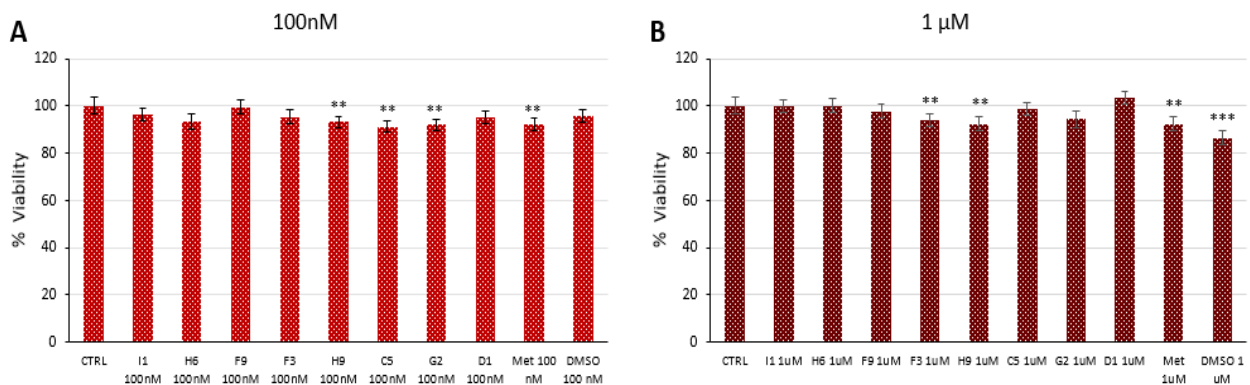 A
100nM
% Viability
120
100
80
60
40
20
0
** ** ** **
CTRL I1 100nM H6 100nM F9 100nM F3 100nM H9 100nM C5 100nM G2 100nM D1 100nM Met 100 nM DMSO 100 nM
B
1 µM
% Viability
120
100
80
60
40
20
0
** ** ** ***
CTRL I1 1uM H6 1uM F9 1uM F3 1uM H9 1uM C5 1uM G2 1uM D1 1uM Met 1uM DMSO 1 uM